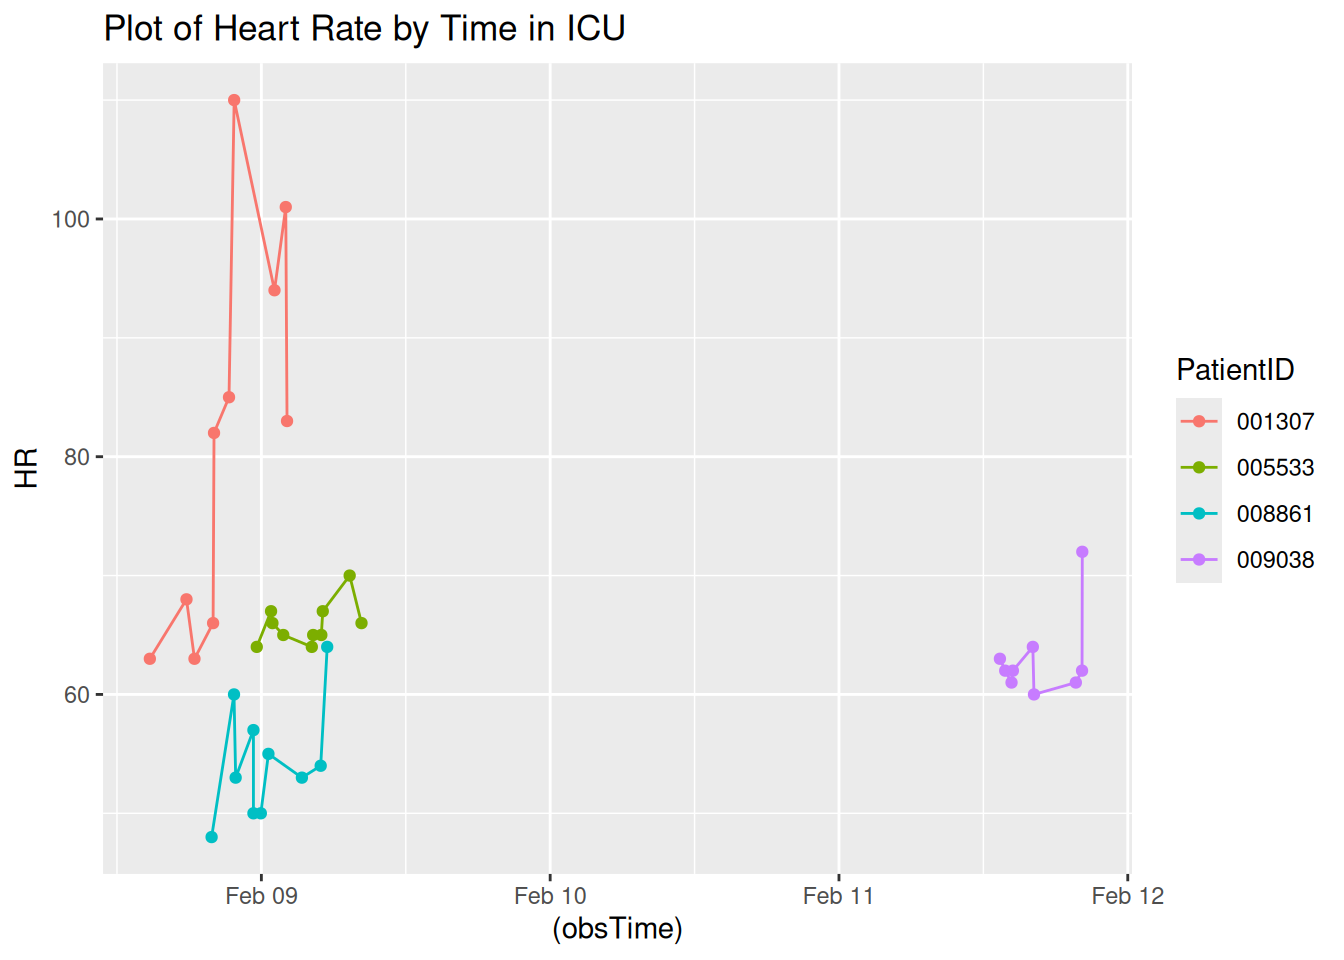 Plot of Heart Rate by Time in ICU
HR
100
80
60
Feb 09
Feb 10
Feb 11
Feb 12
(obsTime)
PatientID
001307
005533
008861
009038